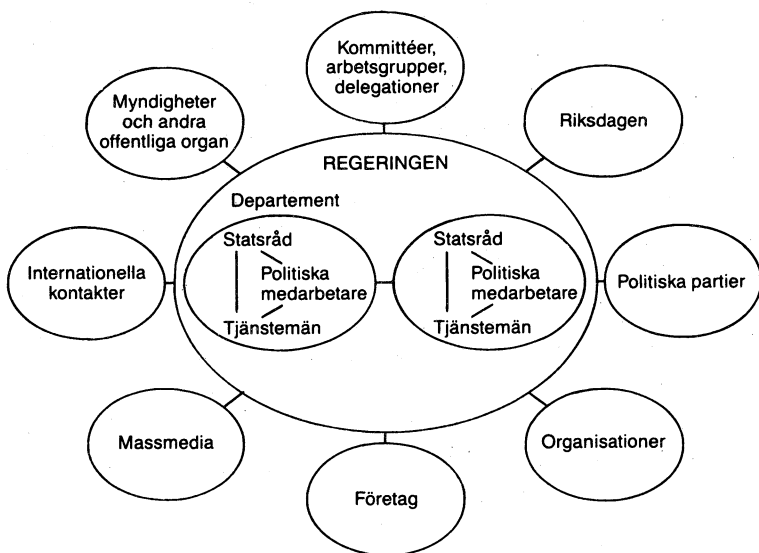 Kommittéer,
arbetsgrupper,
delegationer
Myndigheter
och andra
offentliga organ
Riksdagen
REGERINGEN
Departement
Statsråd
Politiska
medarbetare
Tjänstemän
Statsråd
Politiska
medarbetare
Tjänstemän
Internationella
kontakter
Politiska partier
Massmedia
Organisationer
Företag